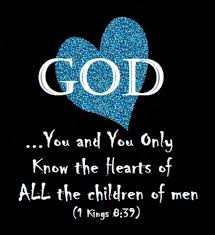 GOD
...You and You Only
Know the Hearts of
ALL the children of men
(1 Kings 8:39)